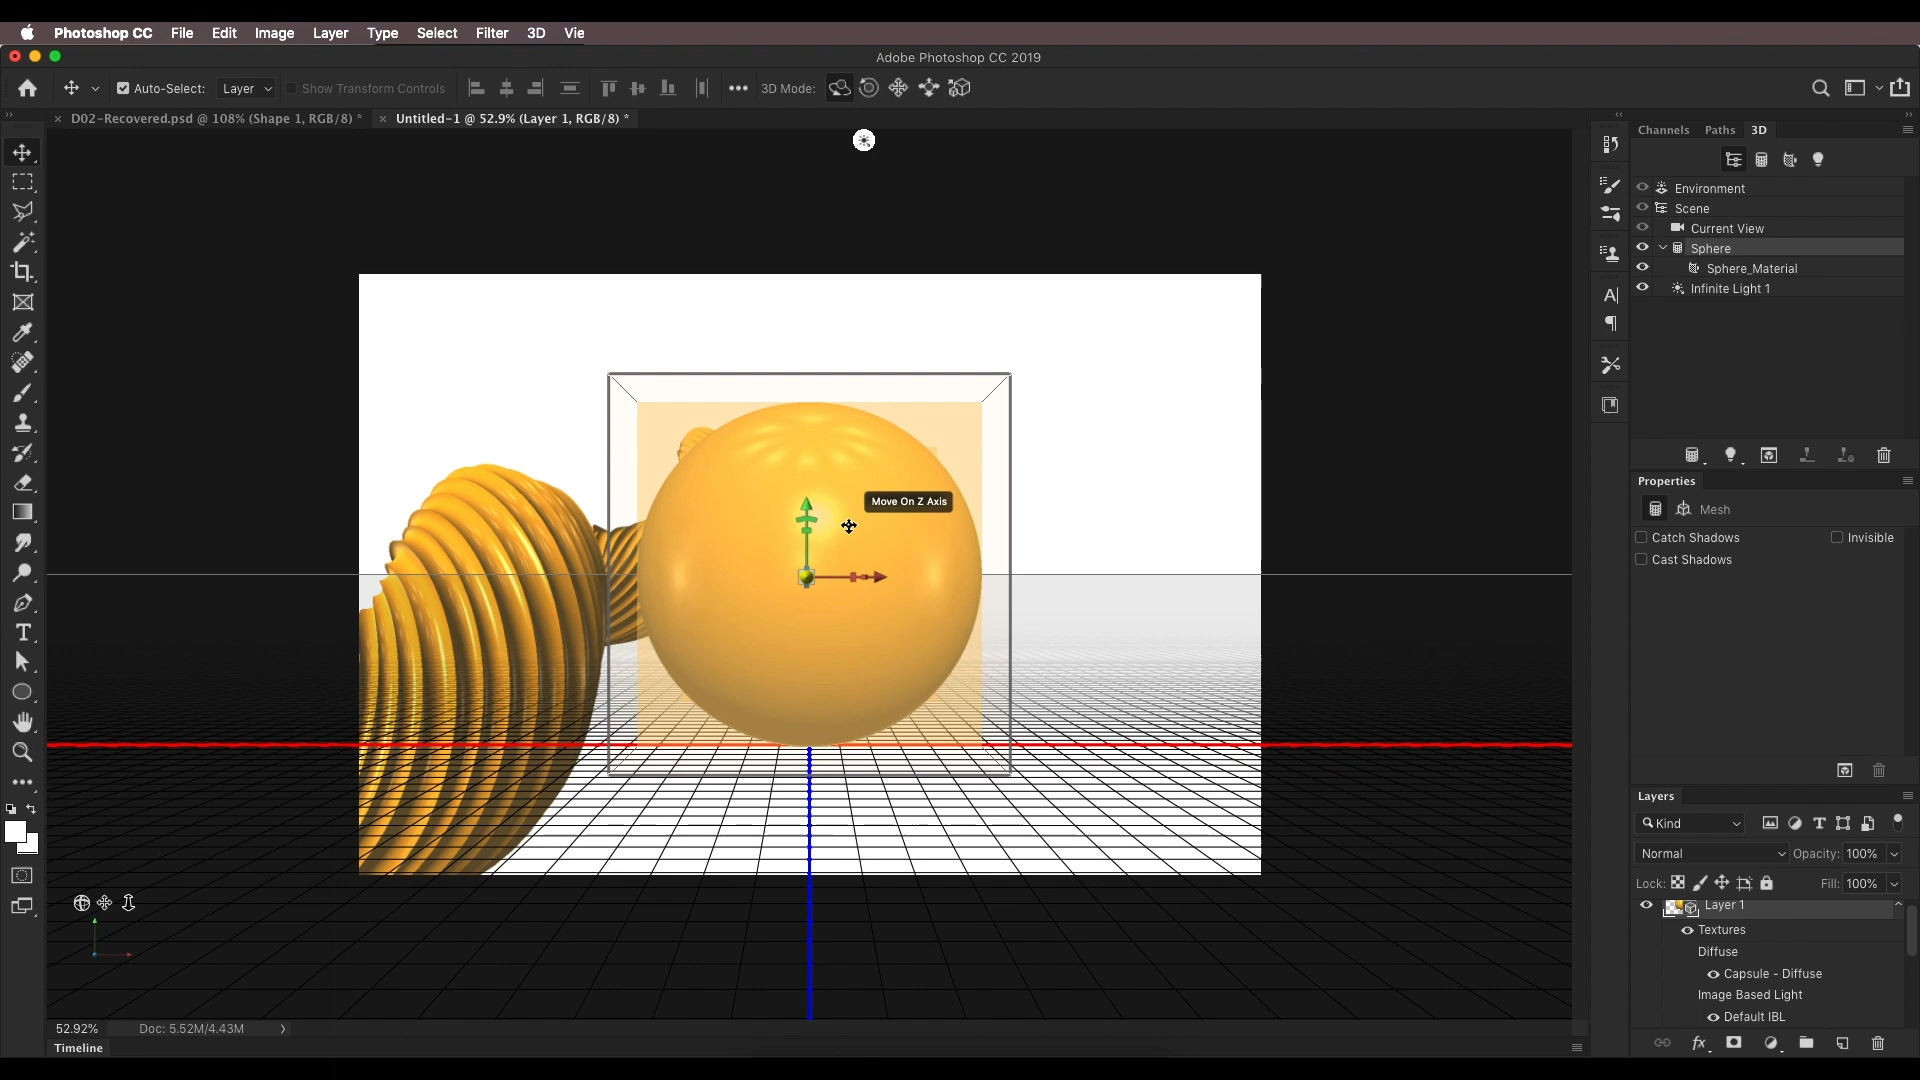 Photoshop CC File Edit Image Layer Type Select Filter 3D Vie
Adobe Photoshop CC 2019
Auto-Select: Layer Show Transform Controls 3D Mode:
D02-Recovered.psd @ 108% (Shape 1, RGB/8) * Untitled-1 @ 52.9% (Layer 1, RGB/8) *
Channels Paths 3D
Environment
Scene
Current View
Sphere
Sphere_Material
Infinite Light 1
Move On Z Axis
Properties
Mesh
Catch Shadows Invisible
Cast Shadows
Layers
Kind
Normal Opacity: 100%
Lock: Fill: 100%
Layer 1
Textures
Diffuse
Capsule - Diffuse
Image Based Light
Default IBL
52.92% Doc: 5.52M/4.43M
Timeline